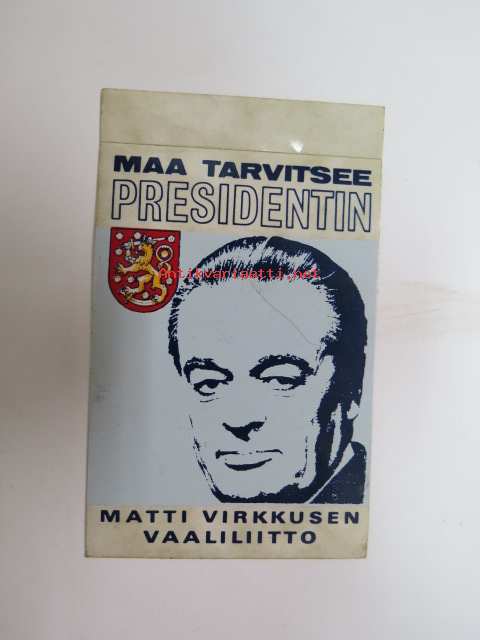 MAA TARVITSEE
PRESIDENTIN
Antikvariaatti.net
MATTI VIRKKUSEN
VAALILIITTO